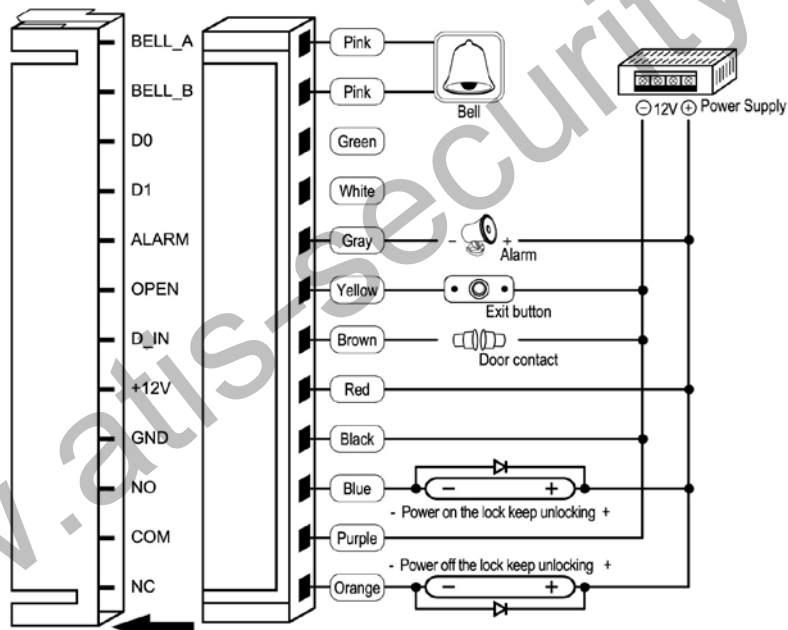 BELL_A Pink
BELL_B Pink
Bell
⊖ 12V ⊕ Power Supply
D0 Green
D1 White
ALARM Gray - + Alarm
OPEN Yellow
Exit button
D_IN Brown
Door contact
+12V Red
GND Black
NO Blue − +
- Power on the lock keep unlocking +
COM Purple
- Power off the lock keep unlocking +
NC Orange − +
w.atis-security